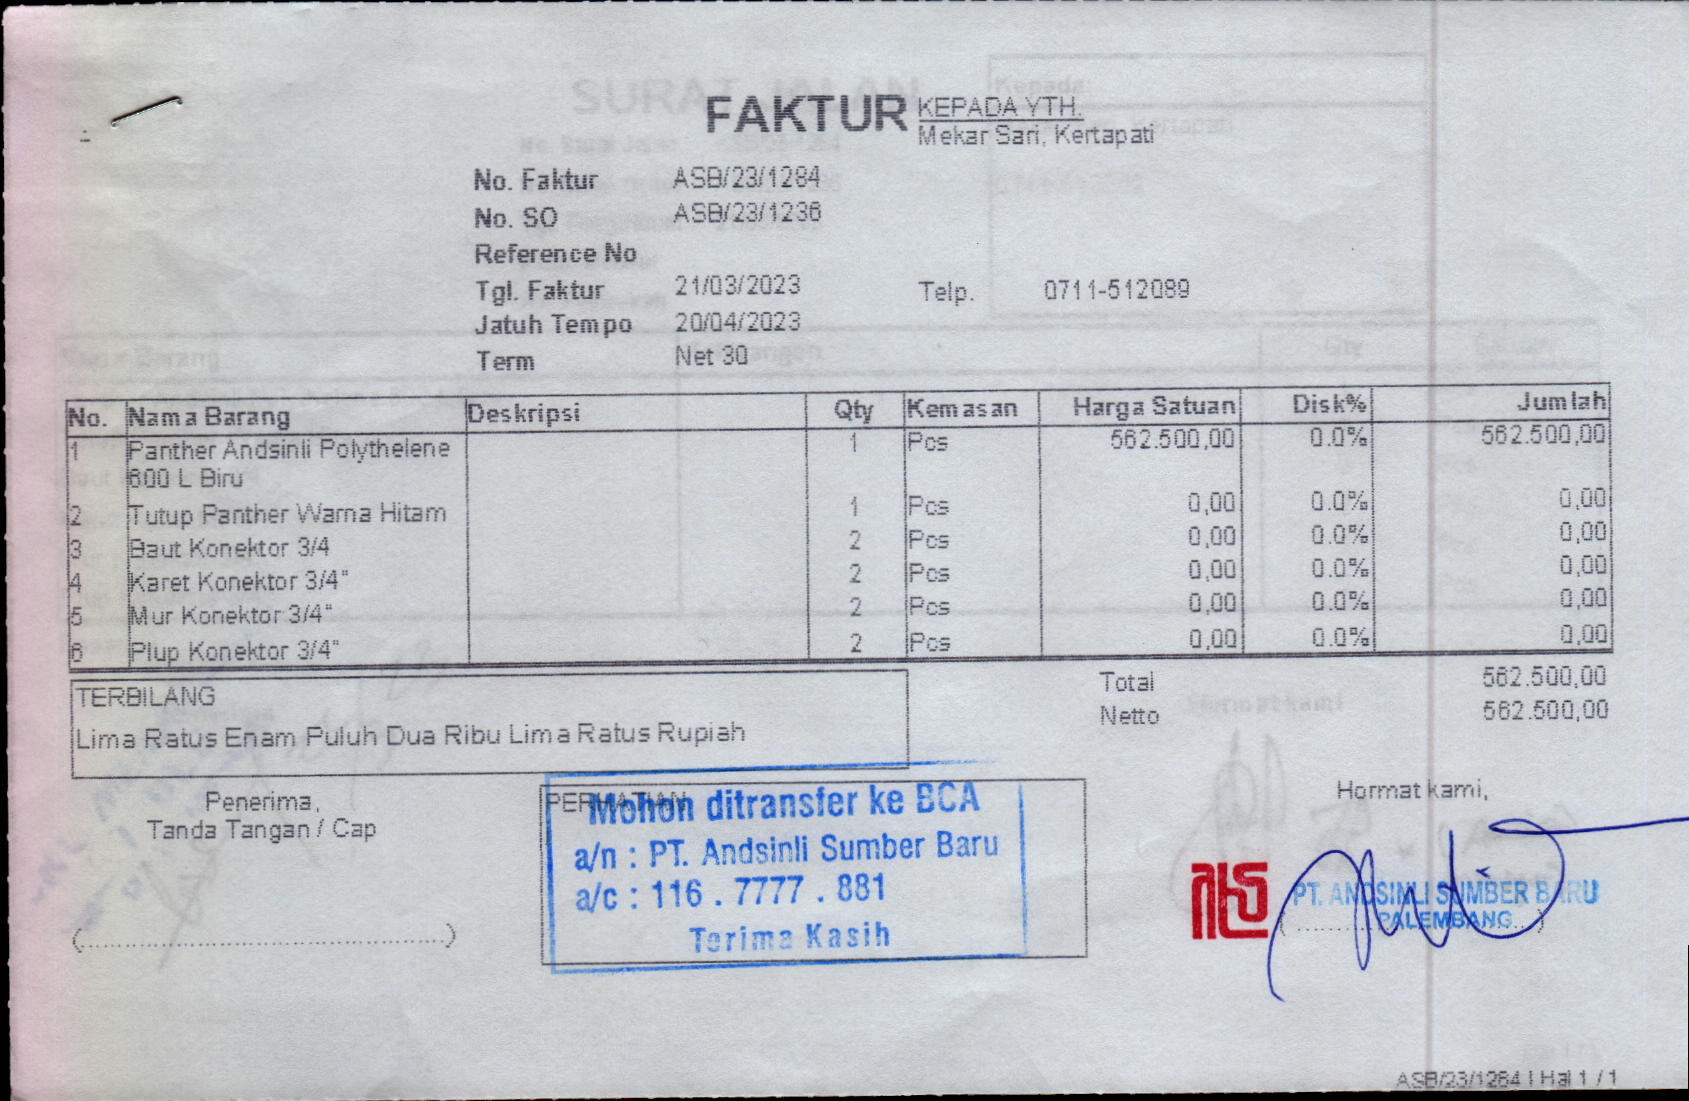 FAKTUR
KEPADA YTH.
Mekar Sari, Kertapati
No. Faktur ASB/23/1284
No. SO ASB/23/1236
Reference No
Tgl. Faktur 21/03/2023 Telp. 0711-512089
Jatuh Tempo 20/04/2023
Term Net 30
No. Nama Barang Deskripsi Qty Kemasan Harga Satuan Disk% Jumlah
1 Panther Andsinli Polythelene 1 Pcs 562.500,00 0.0% 562.500,00
600 L Biru
2 Tutup Panther Warna Hitam 1 Pcs 0,00 0.0% 0,00
3 Baut Konektor 3/4 2 Pcs 0,00 0.0% 0,00
4 Karet Konektor 3/4" 2 Pcs 0,00 0.0% 0,00
5 Mur Konektor 3/4" 2 Pcs 0,00 0.0% 0,00
6 Plup Konektor 3/4" 2 Pcs 0,00 0.0% 0,00
Total 562.500,00
Netto 562.500,00
TERBILANG
Lima Ratus Enam Puluh Dua Ribu Lima Ratus Rupiah
Penerima,
Tanda Tangan / Cap
(..............................................)
PERHATIAN
Mohon ditransfer ke BCA
a/n : PT. Andsinli Sumber Baru
a/c : 116 . 7777 . 881
Terima Kasih
Hormat kami,
PT. ANDSINLI SUMBER BARU
PALEMBANG
ASB/23/1284 | Hal 1 / 1